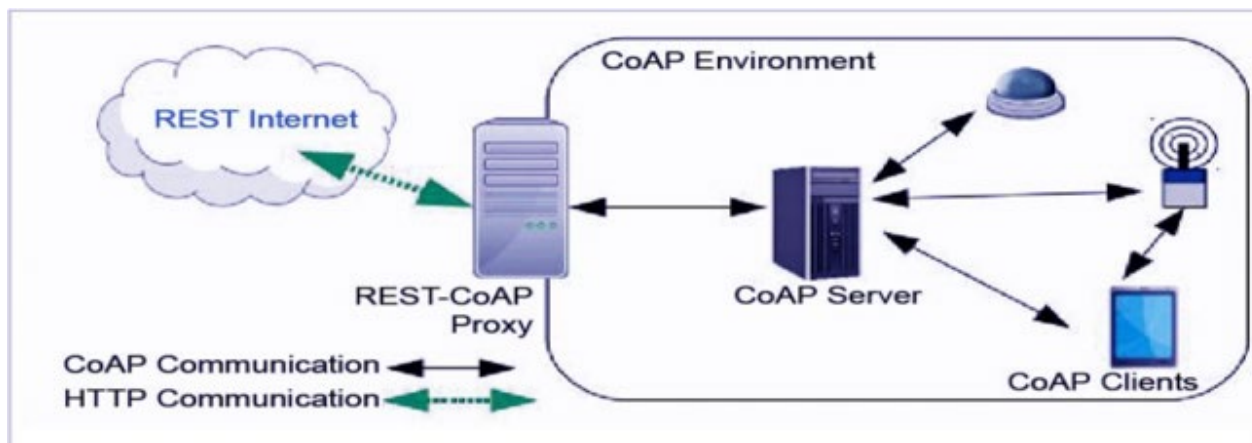 CoAP Environment
REST Internet
REST-CoAP
Proxy
CoAP Server
CoAP Clients
CoAP Communication
HTTP Communication